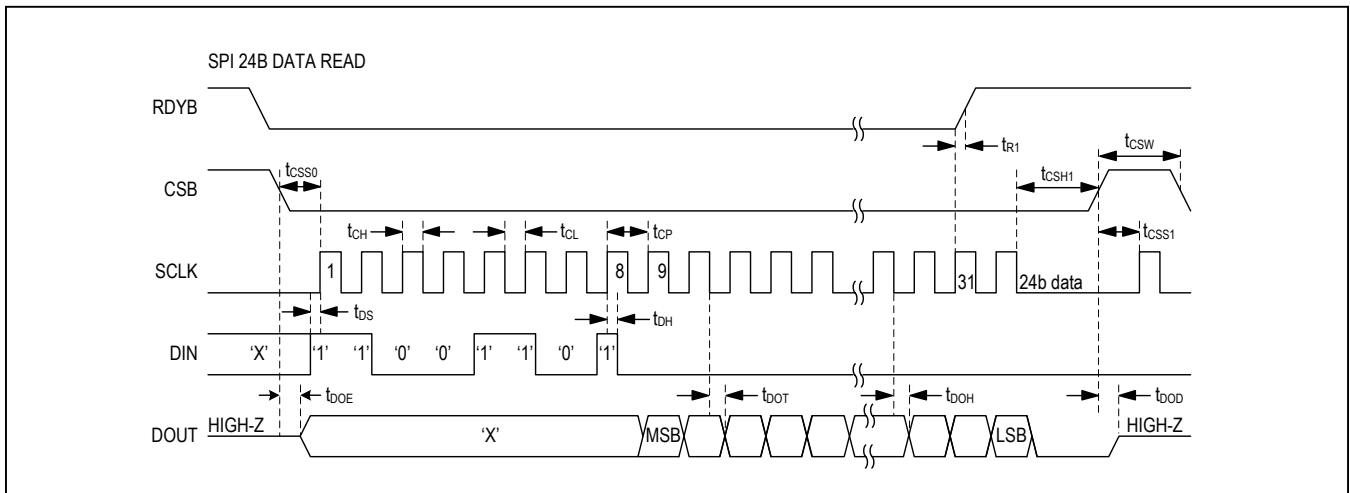 SPI 24B DATA READ
RDYB
tR1
tCSW
tCSS0
tCSH1
CSB
tCH
tCL
tCP
tCSS1
SCLK
1
8
9
31
24b data
tDS
tDH
DIN
‘X’ ‘1’ ‘1’ ‘0’ ‘0’ ‘1’ ‘1’ ‘0’ ‘1’
tDOE
tDOT
tDOH
tDOD
DOUT
HIGH-Z
‘X’
MSB
LSB
HIGH-Z